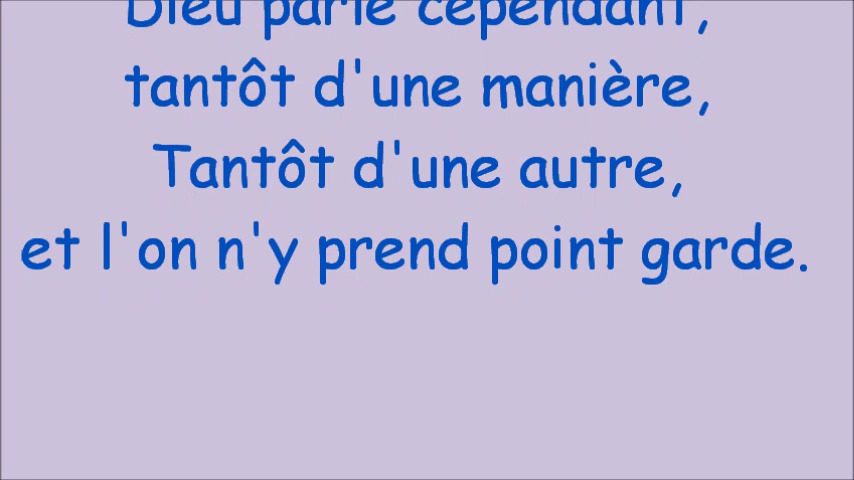 Dieu parle cependant,
tantôt d'une manière,
Tantôt d'une autre,
et l'on n'y prend point garde.